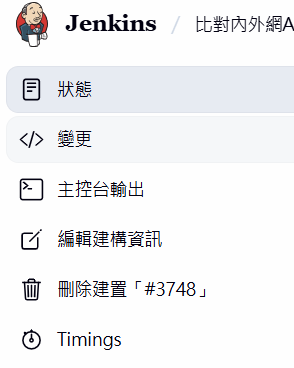 Jenkins / 比對內外網A
狀態
變更
主控台輸出
編輯建構資訊
刪除建置「#3748」
Timings